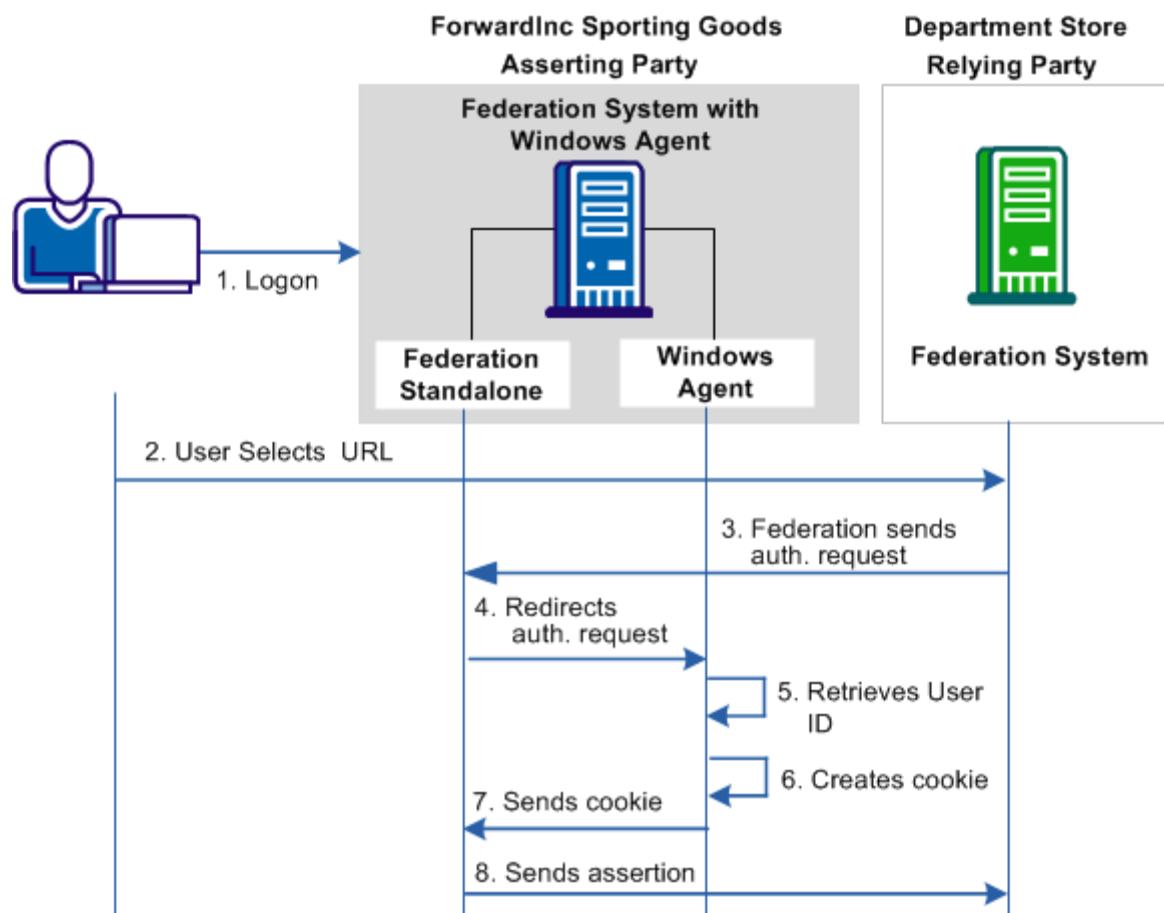 ForwardInc Sporting Goods
Asserting Party
Department Store
Relying Party
Federation System with
Windows Agent
1. Logon
Federation
Standalone
Windows
Agent
Federation System
2. User Selects URL
3. Federation sends
auth. request
4. Redirects
auth. request
5. Retrieves User
ID
6. Creates cookie
7. Sends cookie
8. Sends assertion